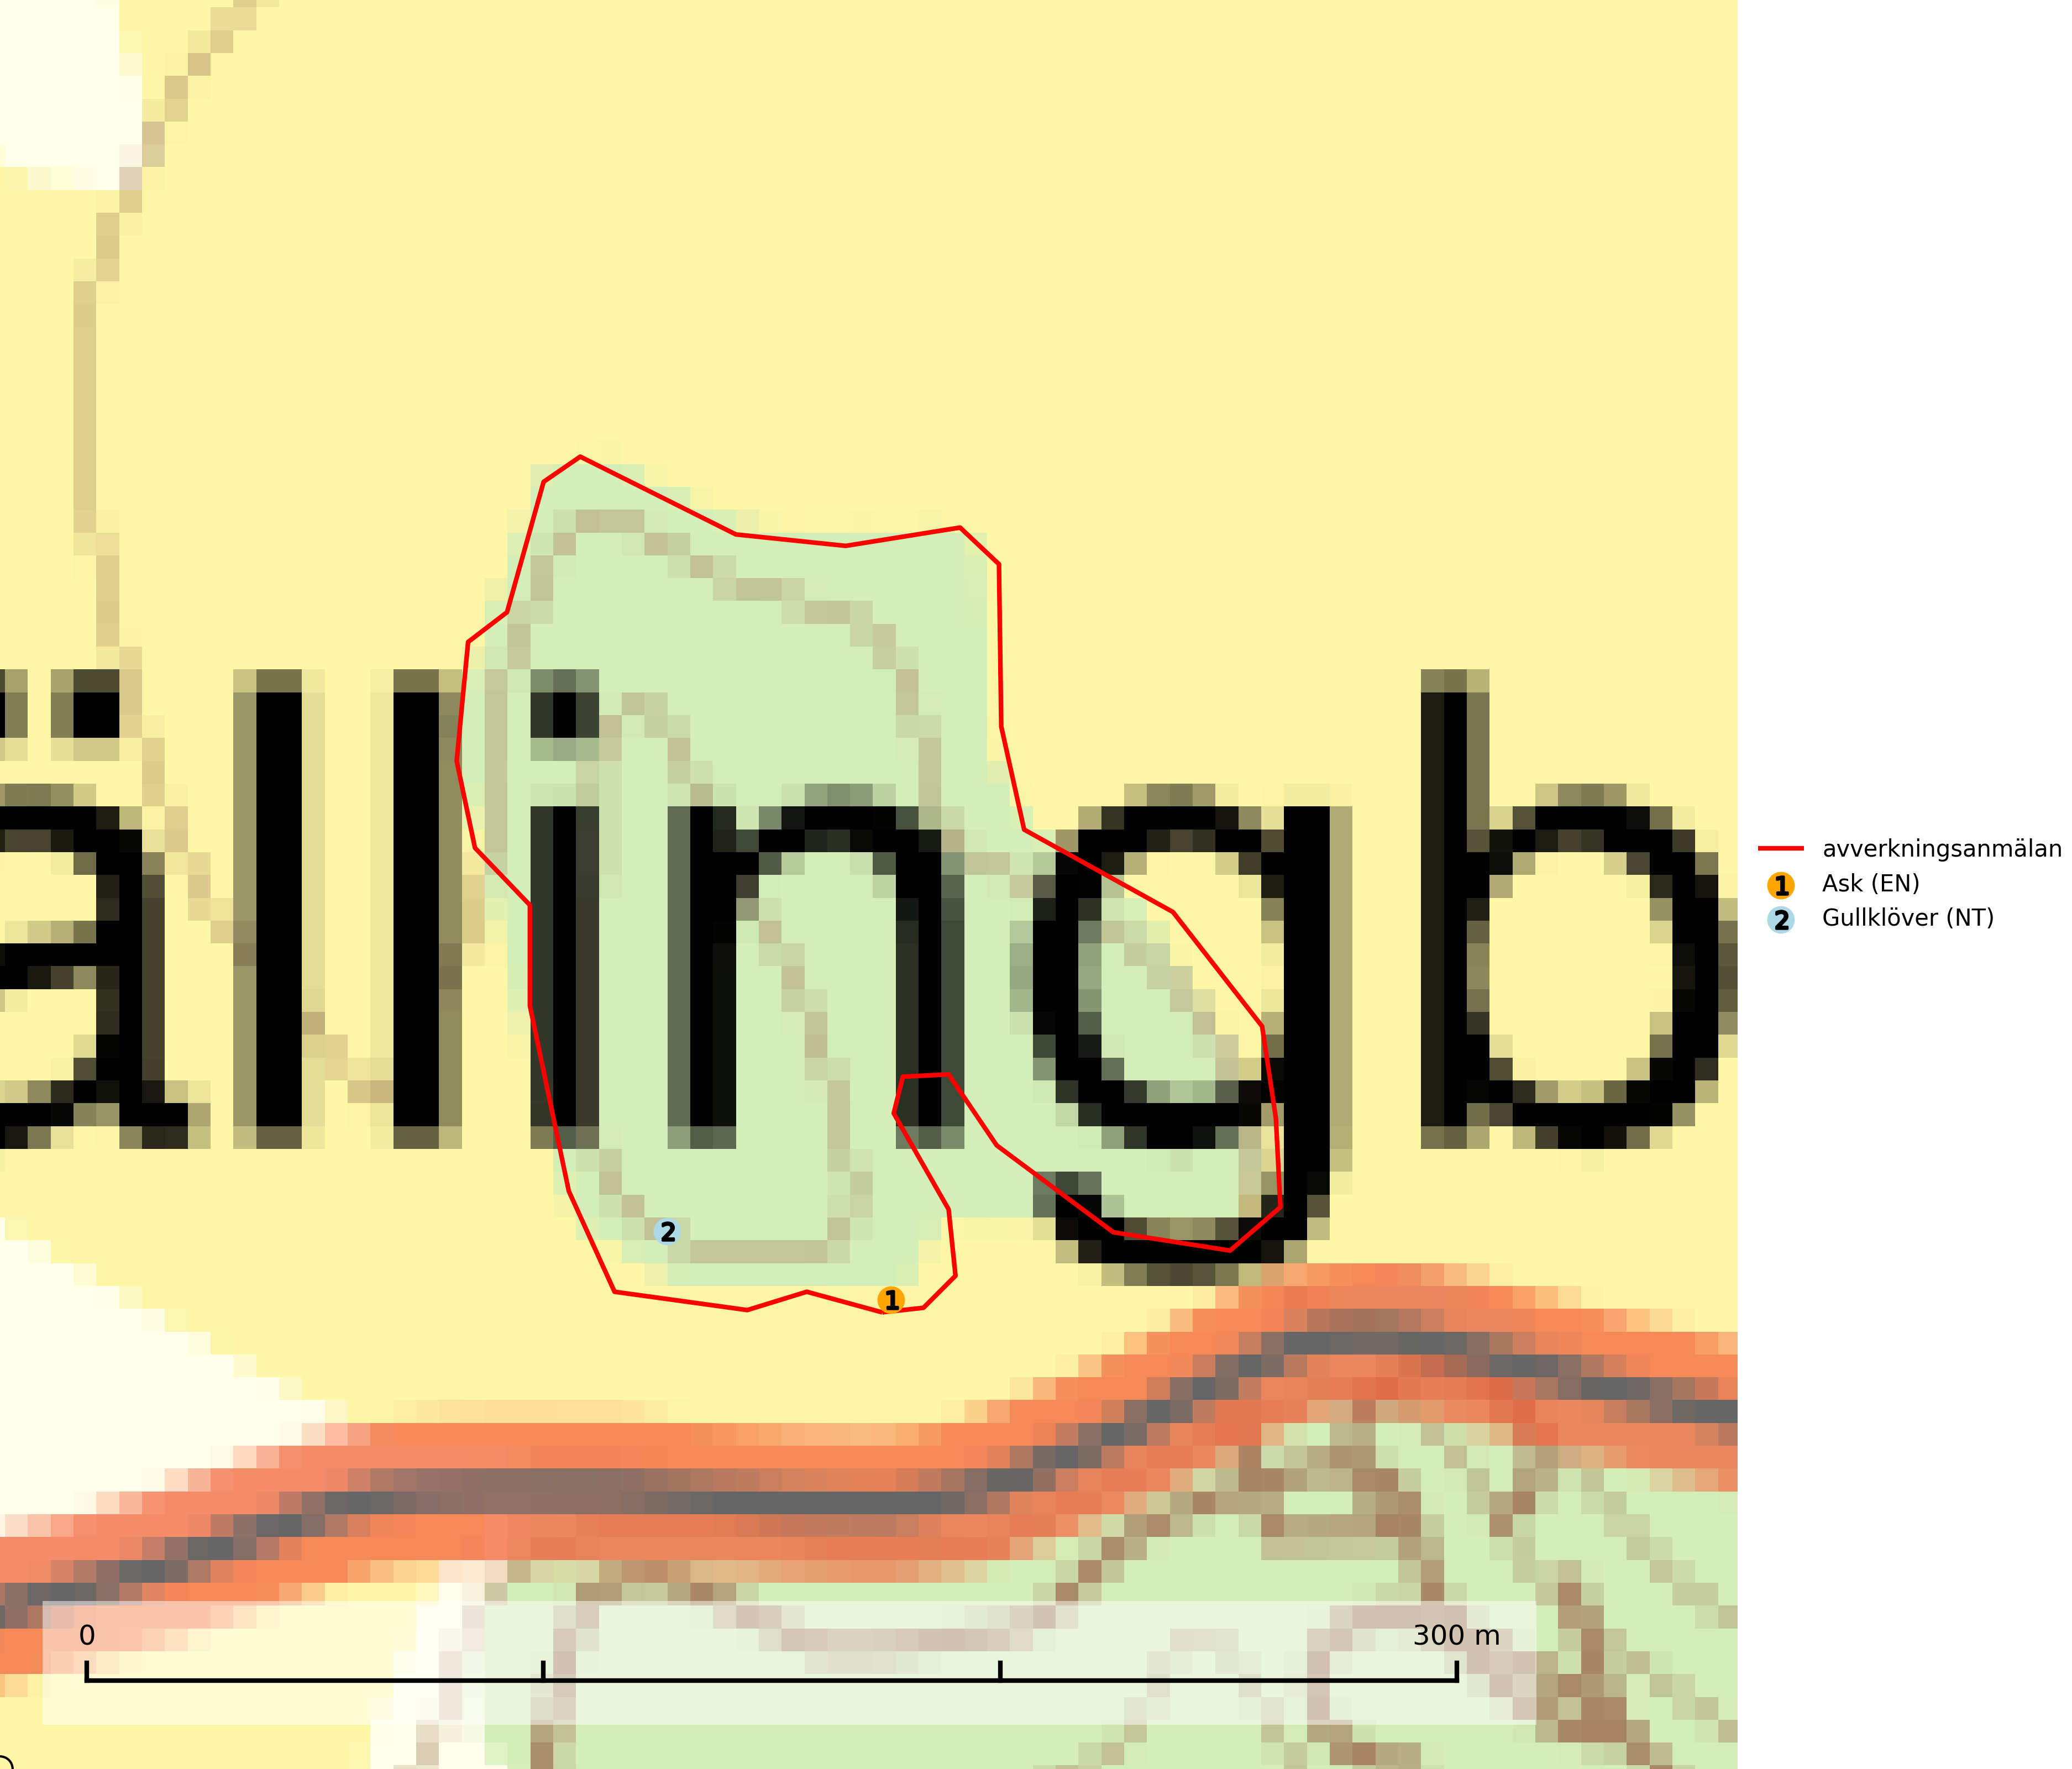 ällingb
avverkningsanmälan
1 Ask (EN)
2 Gullklöver (NT)
2
1
0 300 m